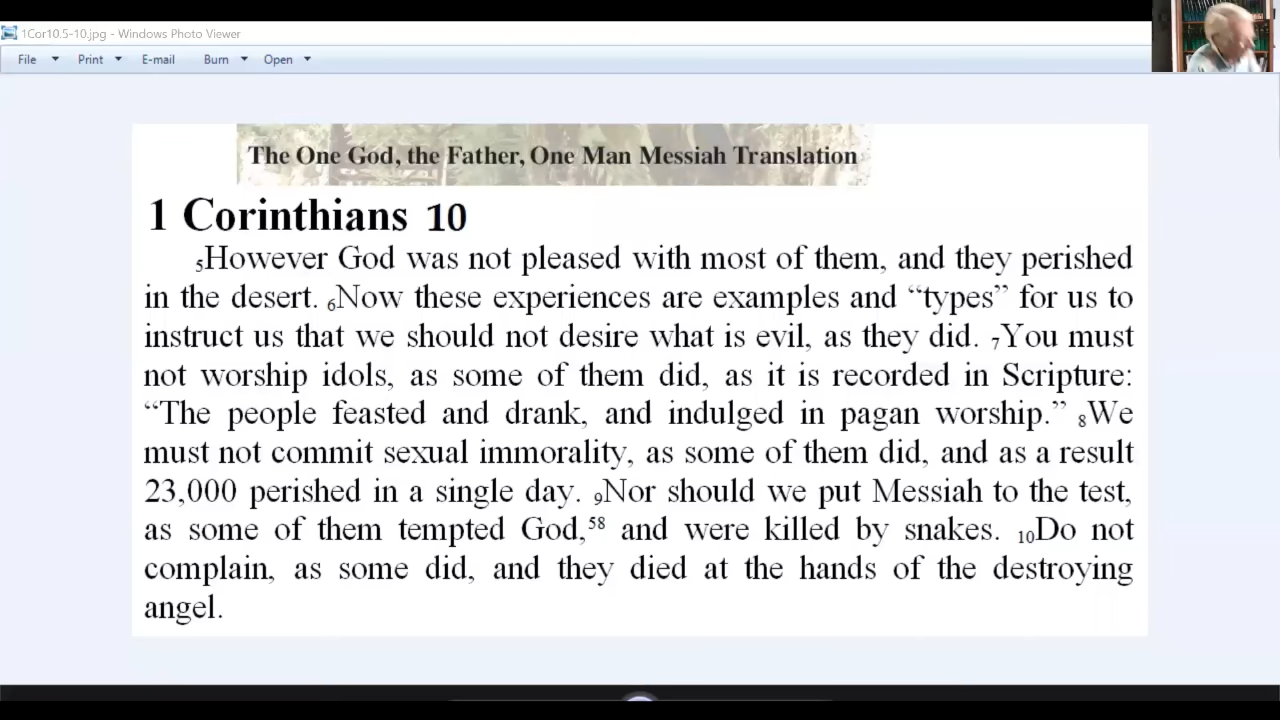 1Cor10.5-10.jpg - Windows Photo Viewer
File Print E-mail Burn Open
The One God, the Father, One Man Messiah Translation
1 Corinthians 10
5However God was not pleased with most of them, and they perished
in the desert. 6Now these experiences are examples and “types” for us to
instruct us that we should not desire what is evil, as they did. 7You must
not worship idols, as some of them did, as it is recorded in Scripture:
“The people feasted and drank, and indulged in pagan worship.” 8We
must not commit sexual immorality, as some of them did, and as a result
23,000 perished in a single day. 9Nor should we put Messiah to the test,
as some of them tempted God,58 and were killed by snakes. 10Do not
complain, as some did, and they died at the hands of the destroying
angel.